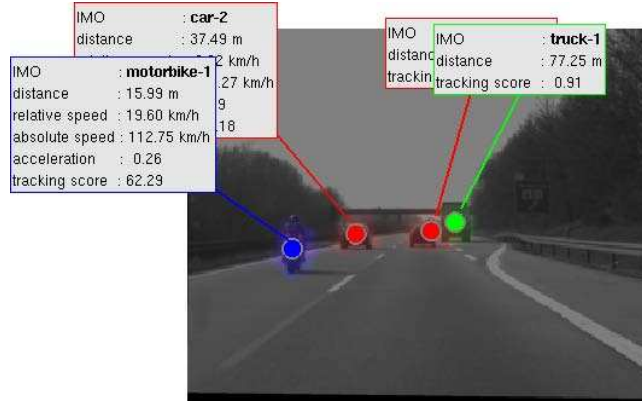 IMO : car-2
distance : 37.49 m
km/h
.27 km/h
9
18
IMO : motorbike-1
distance : 15.99 m
relative speed : 19.60 km/h
absolute speed : 112.75 km/h
acceleration : 0.26
tracking score : 62.29
IMO
distanc
trackin
IMO : truck-1
distance : 77.25 m
tracking score : 0.91